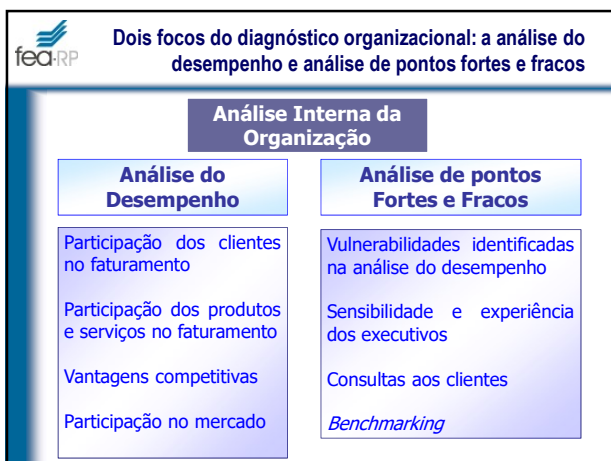 fea-RP
Dois focos do diagnóstico organizacional: a análise do
desempenho e análise de pontos fortes e fracos
Análise Interna da
Organização
Análise do
Desempenho
Participação dos clientes
no faturamento
Participação dos produtos
e serviços no faturamento
Vantagens competitivas
Participação no mercado
Análise de pontos
Fortes e Fracos
Vulnerabilidades identificadas
na análise do desempenho
Sensibilidade e experiência
dos executivos
Consultas aos clientes
Benchmarking